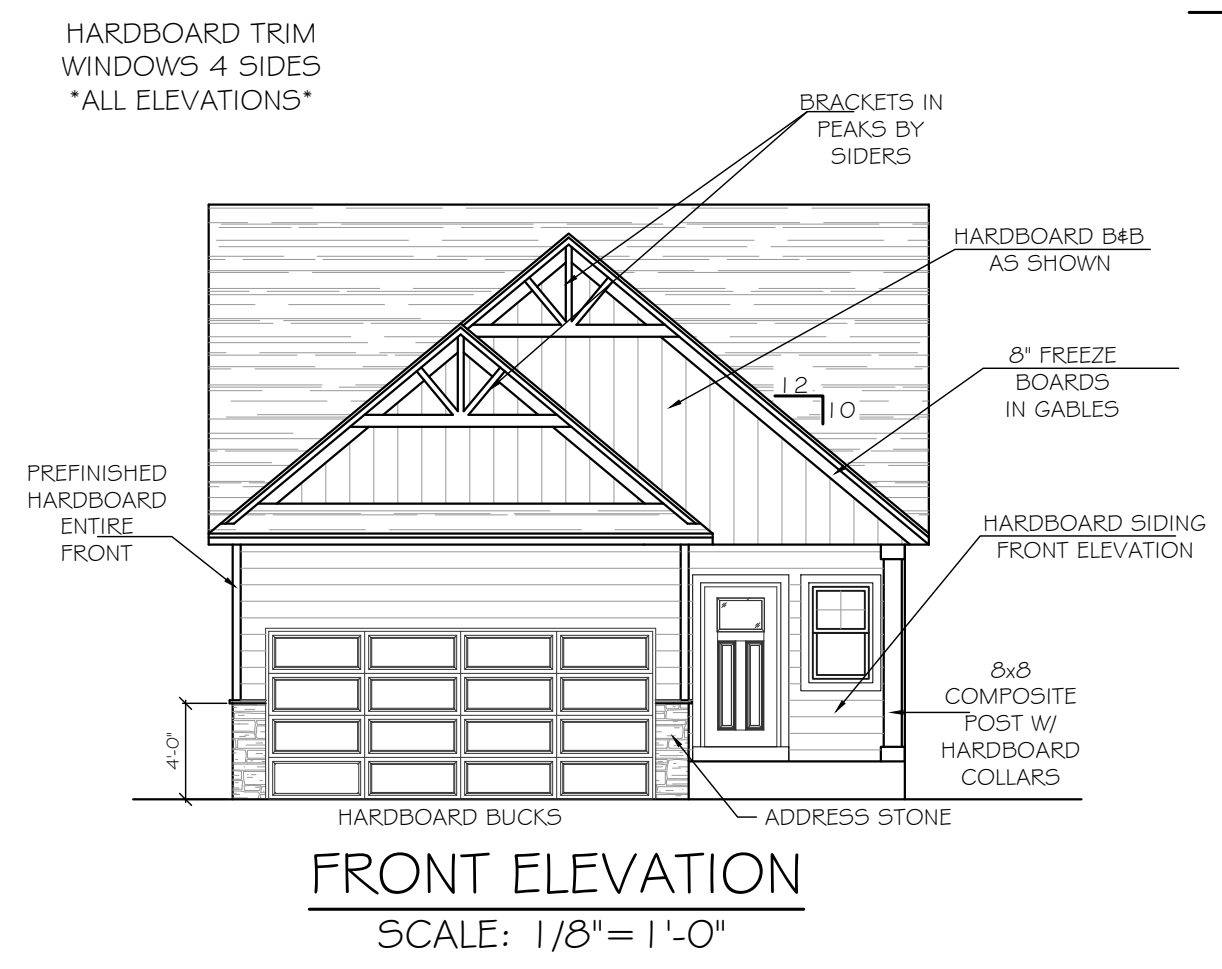 HARDBOARD TRIM
WINDOWS 4 SIDES
*ALL ELEVATIONS*
BRACKETS IN
PEAKS BY
SIDERS
HARDBOARD B&B
AS SHOWN
8" FREEZE
BOARDS
IN GABLES
12
10
PREFINISHED
HARDBOARD
ENTIRE
FRONT
HARDBOARD SIDING
FRONT ELEVATION
8x8
COMPOSITE
POST W/
HARDBOARD
COLLARS
4'-0"
HARDBOARD BUCKS
ADDRESS STONE
FRONT ELEVATION
SCALE: 1/8"=1'-0"